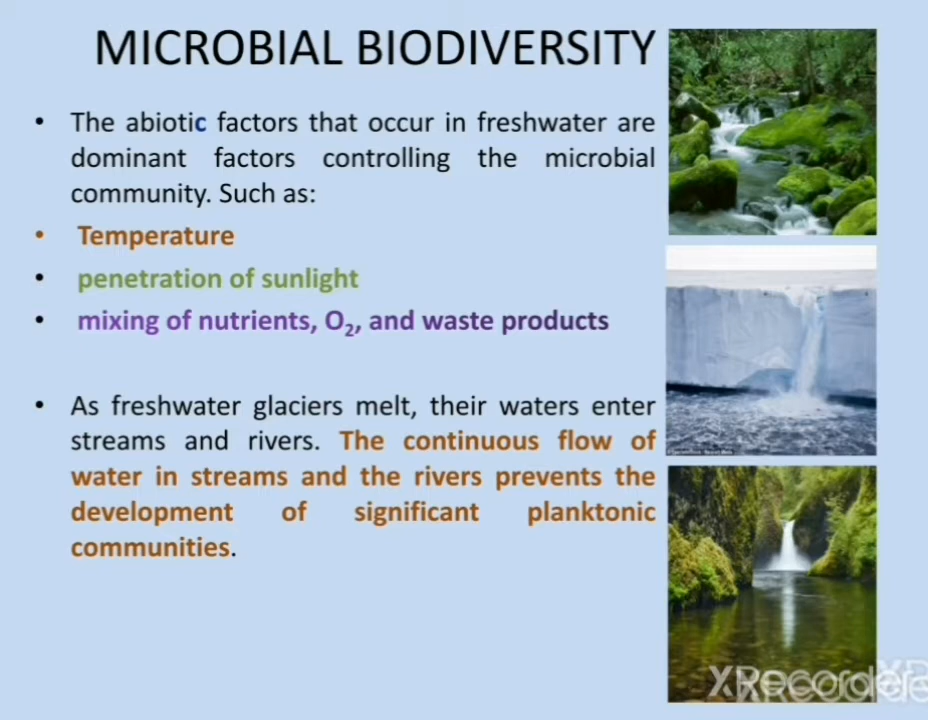 MICROBIAL BIODIVERSITY
• The abiotic factors that occur in freshwater are
dominant factors controlling the microbial
community. Such as:
• Temperature
• penetration of sunlight
• mixing of nutrients, O₂, and waste products
• As freshwater glaciers melt, their waters enter
streams and rivers. The continuous flow of
water in streams and the rivers prevents the
development of significant planktonic
communities.
XRecorder